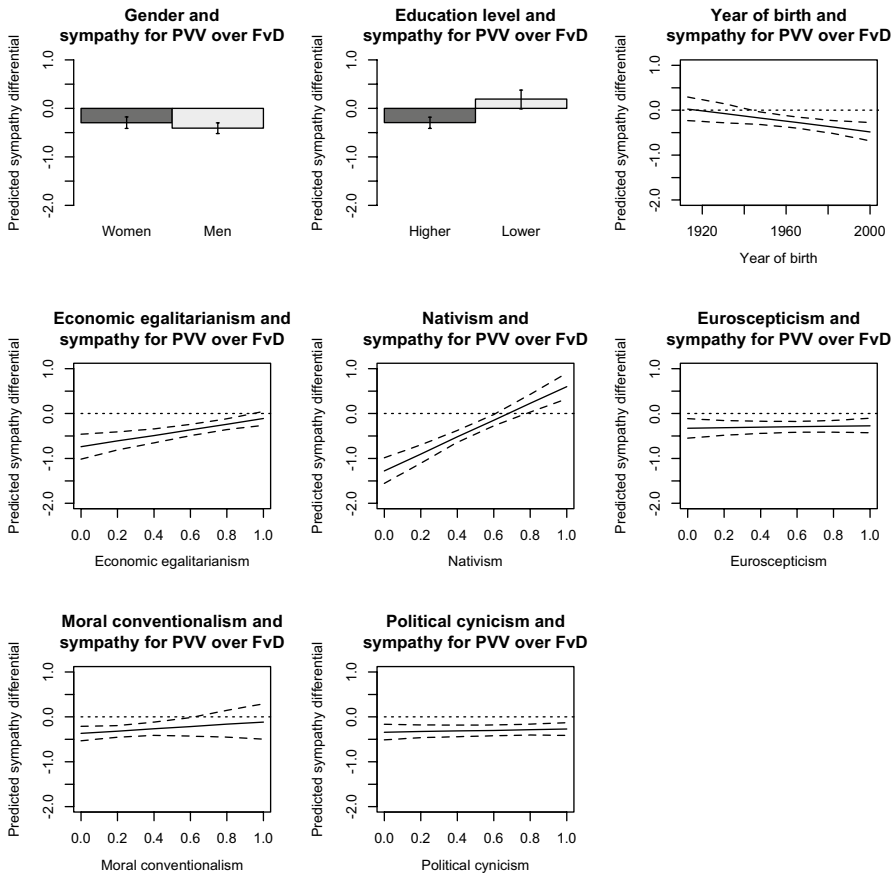 Gender and
sympathy for PVV over FvD
Predicted sympathy differential
1.0
0.0
-1.0
-2.0
Women Men
Education level and
sympathy for PVV over FvD
Predicted sympathy differential
1.0
0.0
-1.0
-2.0
Higher Lower
Year of birth and
sympathy for PVV over FvD
Predicted sympathy differential
1.0
0.0
-1.0
-2.0
1920 1960 2000
Year of birth
Economic egalitarianism and
sympathy for PVV over FvD
Predicted sympathy differential
1.0
0.0
-1.0
-2.0
0.0 0.2 0.4 0.6 0.8 1.0
Economic egalitarianism
Nativism and
sympathy for PVV over FvD
Predicted sympathy differential
1.0
0.0
-1.0
-2.0
0.0 0.2 0.4 0.6 0.8 1.0
Nativism
Euroscepticism and
sympathy for PVV over FvD
Predicted sympathy differential
1.0
0.0
-1.0
-2.0
0.0 0.2 0.4 0.6 0.8 1.0
Euroscepticism
Moral conventionalism and
sympathy for PVV over FvD
Predicted sympathy differential
1.0
0.0
-1.0
-2.0
0.0 0.2 0.4 0.6 0.8 1.0
Moral conventionalism
Political cynicism and
sympathy for PVV over FvD
Predicted sympathy differential
1.0
0.0
-1.0
-2.0
0.0 0.2 0.4 0.6 0.8 1.0
Political cynicism